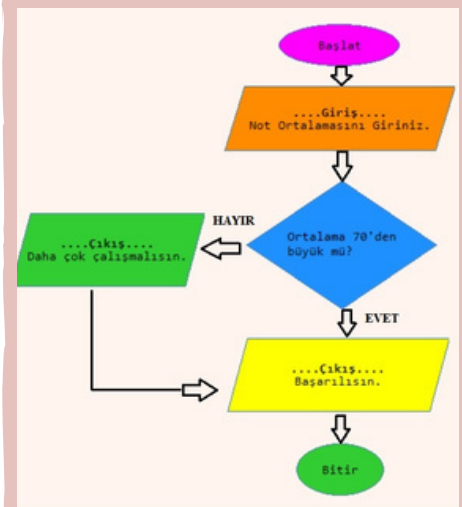 Başlat
....Giriş....
Not Ortalamasını Giriniz.
Ortalama 70'den
büyük mü?
HAYIR
....Çıkış....
Daha çok çalışmalısın.
EVET
....Çıkış....
Başarılısın.
Bitir